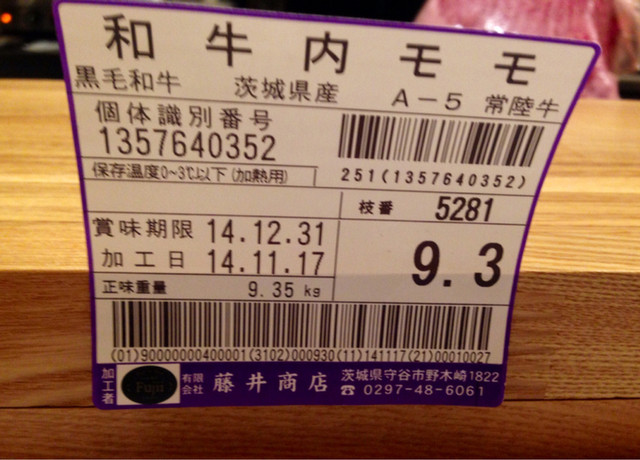 和牛内モモ
黒毛和牛 茨城県産 A-5 常陸牛
個体識別番号
1357640352
保存温度0~3℃以下(加熱用)
251(1357640352)
枝番 5281
賞味期限 14.12.31
加工日 14.11.17
9.3
正味重量 9.35 kg
(01)90000000400001(3102)000930(11)141117(21)00010027
加工者 Fujii 有限会社 藤井商店 茨城県守谷市野木崎1822
☎ 0297-48-6061